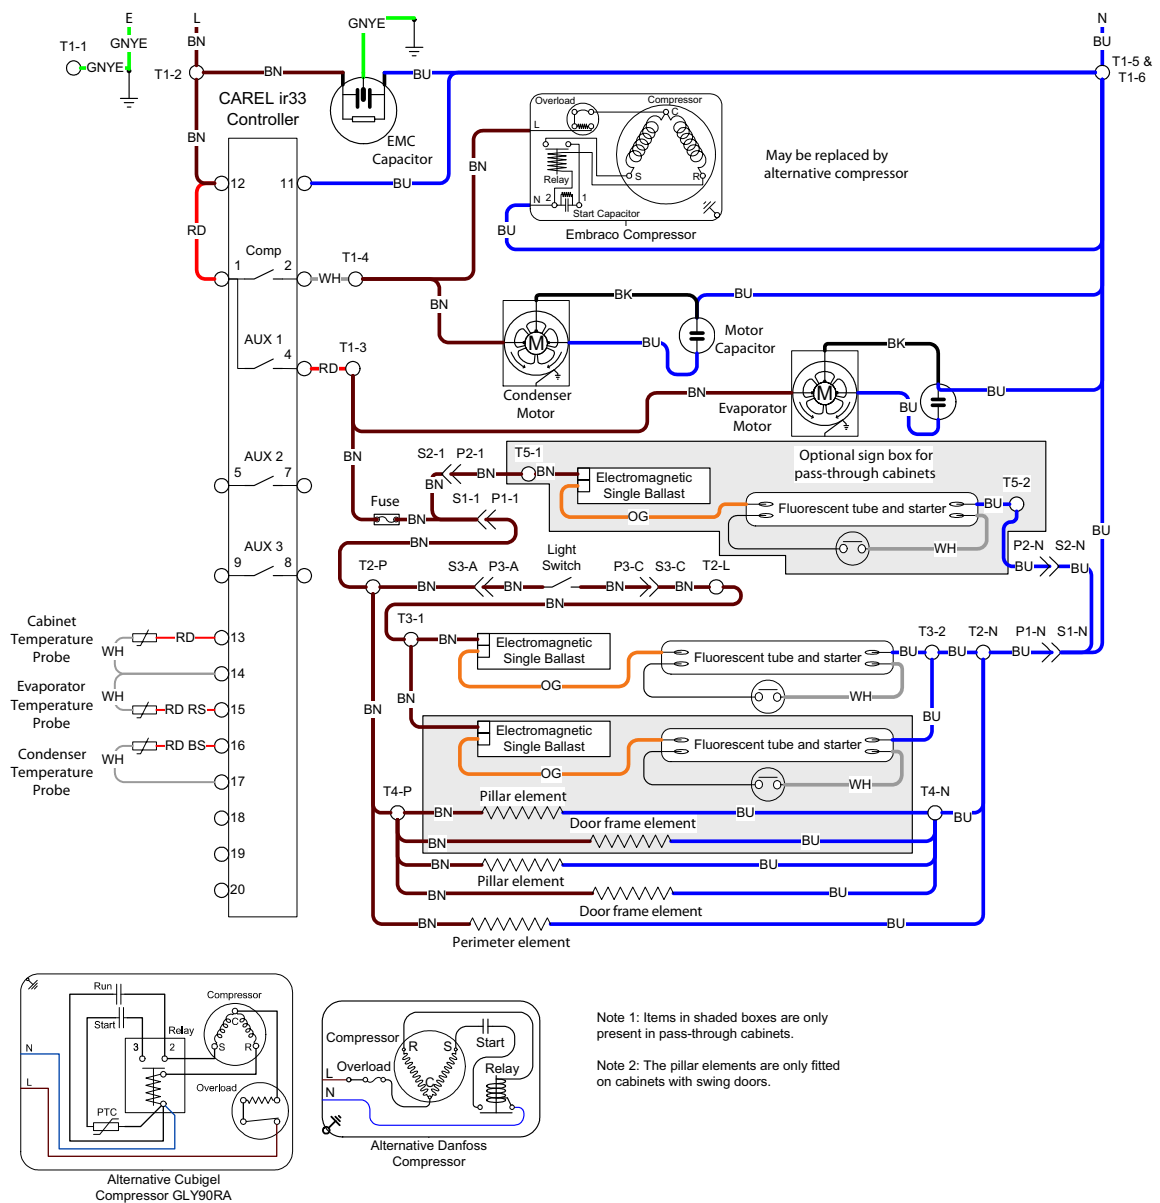 E
L
GNYE
N
GNYE
BN
BU
T1-1
GNYE
T1-2
BN
BU
T1-5 &
T1-6
CAREL ir33
Controller
EMC
Capacitor
BN
Overload
Compressor
L
C
S
R
Relay
N
2
1
Start Capacitor
Embraco Compressor
May be replaced by
alternative compressor
BN
12
11
BU
RD
BU
Comp
1
2
WH
T1-4
BN
BK
BU
M
BU
Motor
Capacitor
Condenser
Motor
AUX 1
4
RD
T1-3
BK
BN
M
BU
BU
Evaporator
Motor
BN
AUX 2
5
7
S2-1
P2-1
T5-1
BN
BN
BN
Electromagnetic
Single Ballast
OG
Optional sign box for
pass-through cabinets
Fluorescent tube and starter
BU
T5-2
WH
Fuse
BN
S1-1
P1-1
BU
P2-N
S2-N
BU
BU
AUX 3
9
8
BN
T2-P
BN
S3-A
P3-A
BN
Light
Switch
BN
P3-C
S3-C
BN
T2-L
BN
T3-1
BN
Electromagnetic
Single Ballast
OG
Fluorescent tube and starter
WH
BU
T3-2
BU
T2-N
BU
P1-N
S1-N
Cabinet
Temperature
Probe
WH
RD
13
14
Evaporator
Temperature
Probe
WH
RD RS
15
Condenser
Temperature
Probe
WH
RD BS
16
17
18
19
20
BN
BN
Electromagnetic
Single Ballast
OG
Fluorescent tube and starter
WH
BU
T4-P
BN
Pillar element
BU
T4-N
BU
BN
Door frame element
BU
BN
Pillar element
BU
BN
Door frame element
BU
BN
Perimeter element
BU
Run
Start
Relay
3
2
Compressor
C
S
R
N
L
Overload
PTC
Alternative Cubigel
Compressor GLY90RA
Compressor
R
S
C
Start
Overload
Relay
L
N
Alternative Danfoss
Compressor
Note 1: Items in shaded boxes are only
present in pass-through cabinets.
Note 2: The pillar elements are only fitted
on cabinets with swing doors.